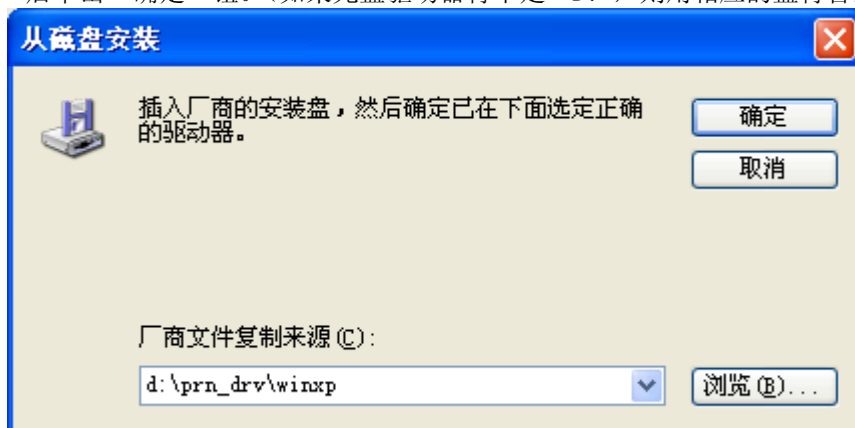 从磁盘安装
插入厂商的安装盘，然后确定已在下面选定正确
的驱动器。
确定
取消
厂商文件复制来源(C):
d:\prn_drv\winxp
浏览(B)...